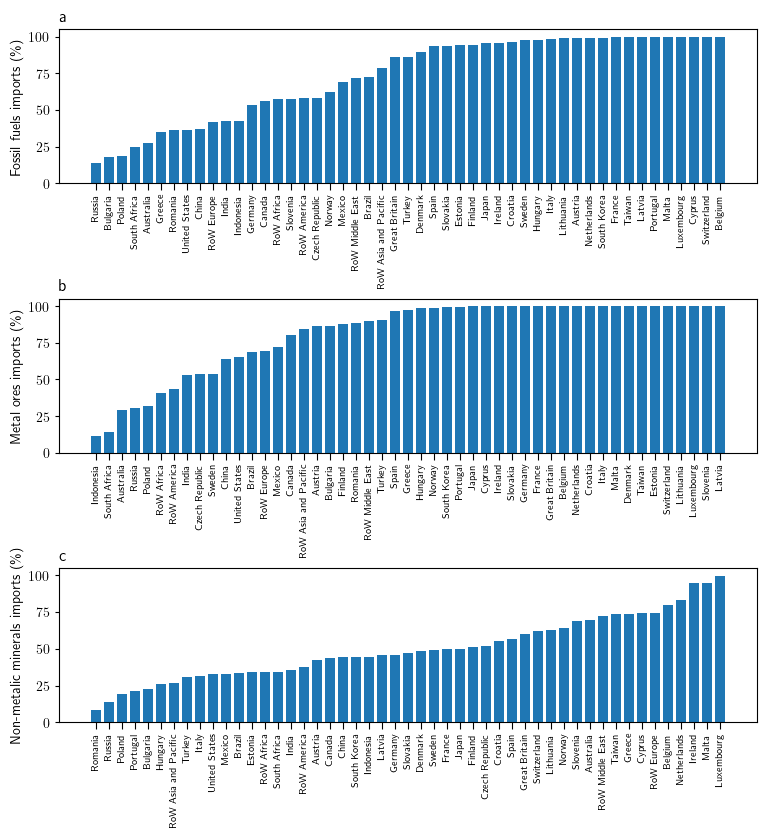 a
Fossil fuels imports (%)
100
75
50
25
0
Russia
Bulgaria
Poland
South Africa
Australia
Greece
Romania
United States
China
RoW Europe
India
Indonesia
Germany
Canada
RoW Africa
Slovenia
RoW America
Czech Republic
Norway
Mexico
RoW Middle East
Brazil
RoW Asia and Pacific
Great Britain
Turkey
Denmark
Spain
Slovakia
Estonia
Finland
Japan
Ireland
Croatia
Sweden
Hungary
Italy
Lithuania
Austria
Netherlands
South Korea
France
Taiwan
Latvia
Portugal
Malta
Luxembourg
Cyprus
Switzerland
Belgium
b
Metal ores imports (%)
100
75
50
25
0
Indonesia
South Africa
Australia
Russia
Poland
RoW Africa
RoW America
India
Czech Republic
Sweden
China
United States
Brazil
RoW Europe
Mexico
Canada
RoW Asia and Pacific
Austria
Bulgaria
Finland
Romania
RoW Middle East
Turkey
Spain
Greece
Hungary
Norway
South Korea
Portugal
Japan
Cyprus
Ireland
Slovakia
Germany
France
Great Britain
Belgium
Netherlands
Croatia
Italy
Malta
Denmark
Taiwan
Estonia
Switzerland
Lithuania
Luxembourg
Slovenia
Latvia
c
Non-metalic minerals imports (%)
100
75
50
25
0
Romania
Russia
Poland
Portugal
Bulgaria
Hungary
RoW Asia and Pacific
Turkey
Italy
United States
Mexico
Brazil
Estonia
RoW Africa
South Africa
India
RoW America
Austria
Canada
China
South Korea
Indonesia
Latvia
Germany
Slovakia
Denmark
Sweden
France
Japan
Finland
Czech Republic
Croatia
Spain
Great Britain
Switzerland
Lithuania
Norway
Slovenia
Australia
RoW Middle East
Taiwan
Greece
Cyprus
RoW Europe
Belgium
Netherlands
Ireland
Malta
Luxembourg